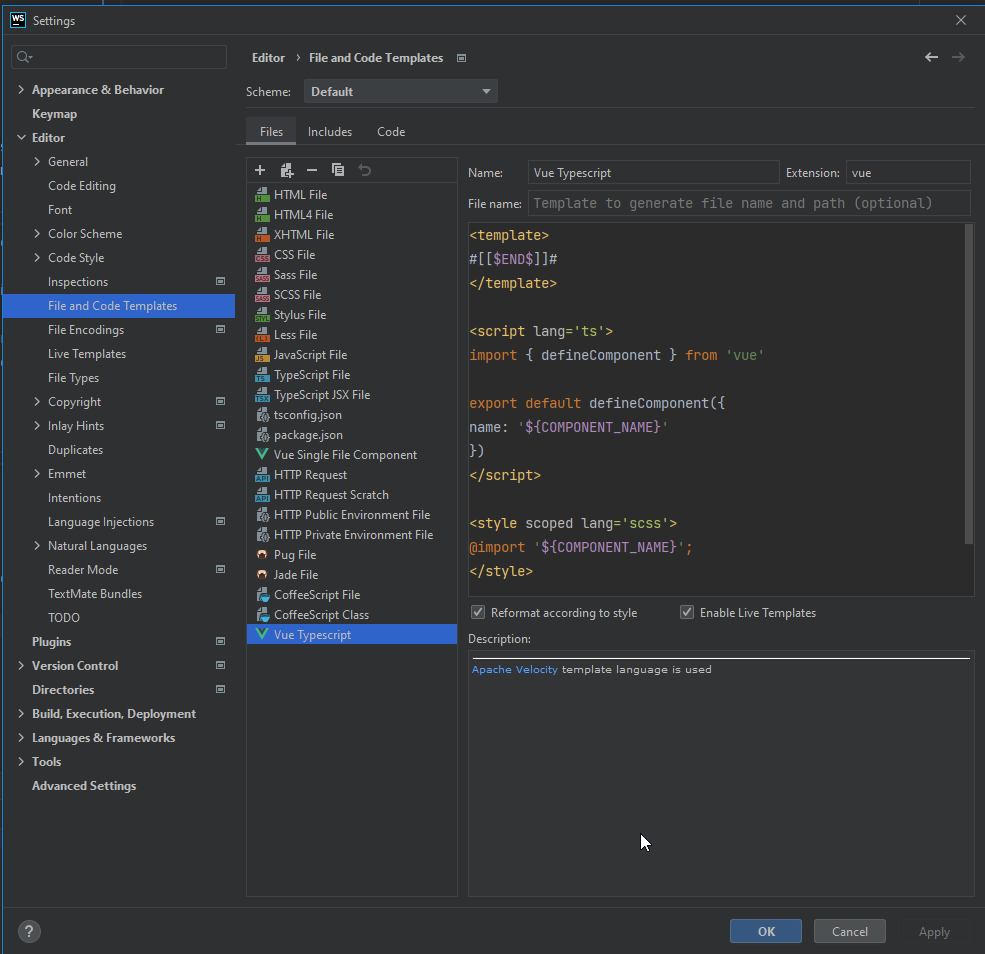 WS Settings
Appearance & Behavior
Keymap
Editor
General
Code Editing
Font
Color Scheme
Code Style
Inspections
File and Code Templates
File Encodings
Live Templates
File Types
Copyright
Inlay Hints
Duplicates
Emmet
Intentions
Language Injections
Natural Languages
Reader Mode
TextMate Bundles
TODO
Plugins
Version Control
Directories
Build, Execution, Deployment
Languages & Frameworks
Tools
Advanced Settings
Editor › File and Code Templates
Scheme: Default
Files Includes Code
HTML File
HTML4 File
XHTML File
CSS File
Sass File
SCSS File
Stylus File
Less File
JavaScript File
TypeScript File
TypeScript JSX File
tsconfig.json
package.json
Vue Single File Component
HTTP Request
HTTP Request Scratch
HTTP Public Environment File
HTTP Private Environment File
Pug File
Jade File
CoffeeScript File
CoffeeScript Class
Vue Typescript
Name: Vue Typescript Extension: vue
File name: Template to generate file name and path (optional)
<template>
#[[$END$]]#
</template>
<script lang='ts'>
import { defineComponent } from 'vue'
export default defineComponent({
name: '${COMPONENT_NAME}'
})
</script>
<style scoped lang='scss'>
@import '${COMPONENT_NAME}';
</style>
Reformat according to style Enable Live Templates
Description:
Apache Velocity template language is used
? OK Cancel Apply